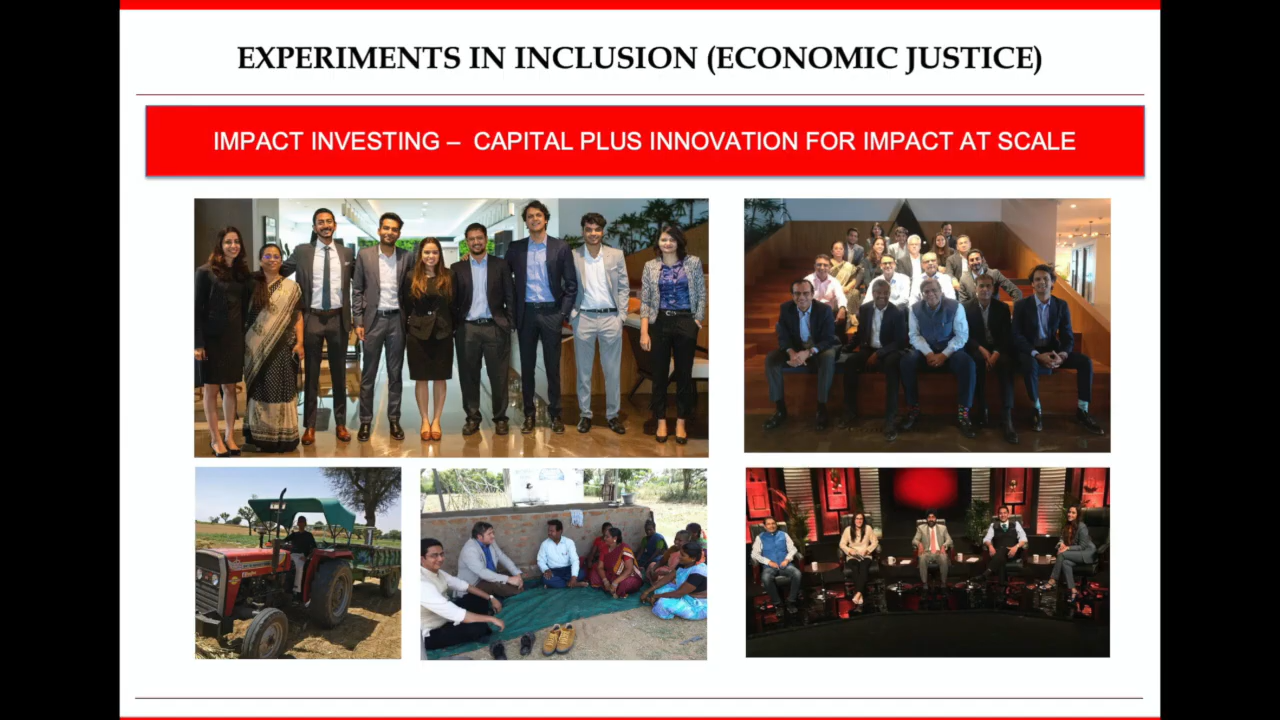 EXPERIMENTS IN INCLUSION (ECONOMIC JUSTICE)
IMPACT INVESTING – CAPITAL PLUS INNOVATION FOR IMPACT AT SCALE